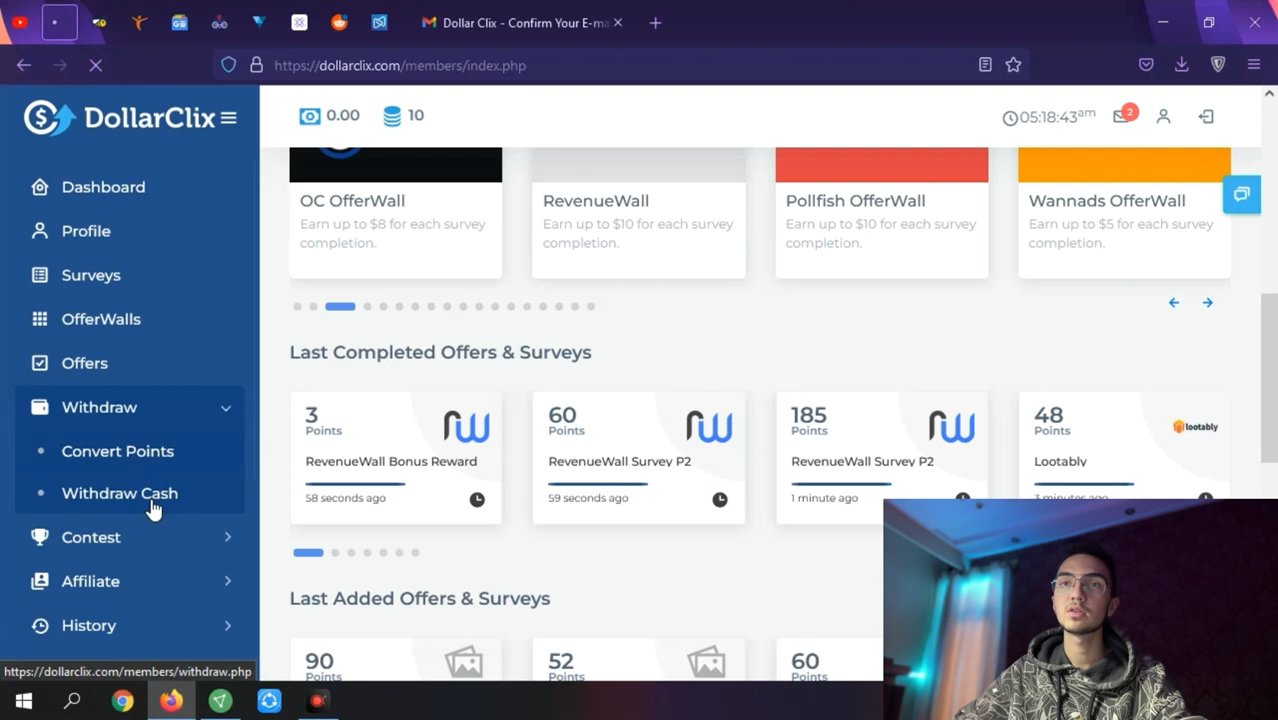 Dollar Clix - Confirm Your E-ma
https://dollarclix.com/members/index.php
DollarClix
0.00
10
05:18:43am
2
Dashboard
Profile
Surveys
OfferWalls
Offers
Withdraw
Convert Points
Withdraw Cash
Contest
Affiliate
History
OC OfferWall
Earn up to $8 for each survey
completion.
RevenueWall
Earn up to $10 for each survey
completion.
Pollfish OfferWall
Earn up to $10 for each survey
completion.
Wannads OfferWall
Earn up to $5 for each survey
completion.
Last Completed Offers & Surveys
3
Points
RevenueWall Bonus Reward
58 seconds ago
60
Points
RevenueWall Survey P2
59 seconds ago
185
Points
RevenueWall Survey P2
1 minute ago
48
Points
lootably
Lootably
3 minutes ago
Last Added Offers & Surveys
90
Points
52
Points
60
Points
https://dollarclix.com/members/withdraw.php